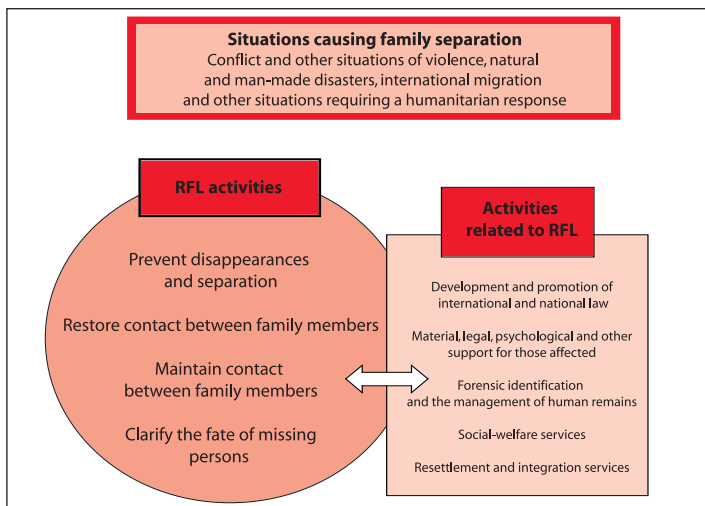 Situations causing family separation
Conflict and other situations of violence, natural
and man-made disasters, international migration
and other situations requiring a humanitarian response
RFL activities
Prevent disappearances
and separation
Restore contact between family members
Maintain contact
between family members
Clarify the fate of missing
persons
Activities
related to RFL
Development and promotion of
international and national law
Material, legal, psychological and other
support for those affected
Forensic identification
and the management of human remains
Social-welfare services
Resettlement and integration services